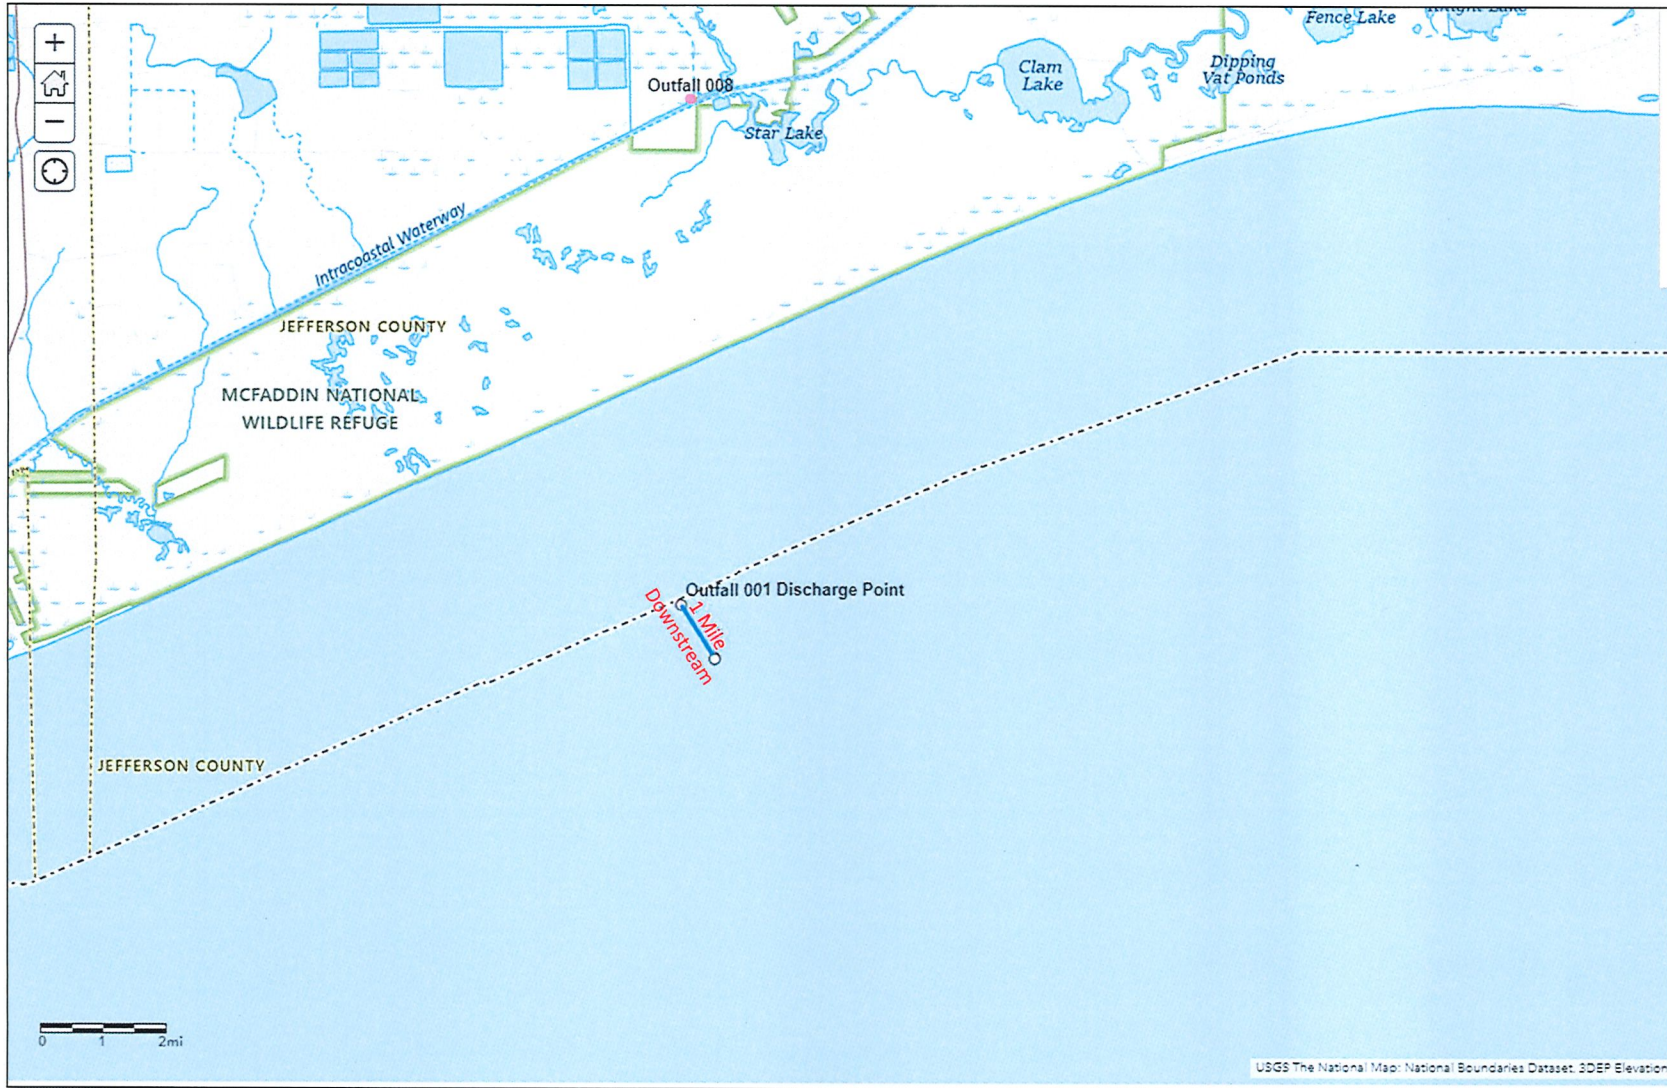 Fence Lake
+
Clam
Lake
Dipping
Vat Ponds
Outfall 008
−
Star Lake
Intracoastal Waterway
JEFFERSON COUNTY
MCFADDIN NATIONAL
WILDLIFE REFUGE
Outfall 001 Discharge Point
1 Mile
Downstream
JEFFERSON COUNTY
0 1 2mi
USGS The National Map: National Boundaries Dataset, 3DEP Elevation